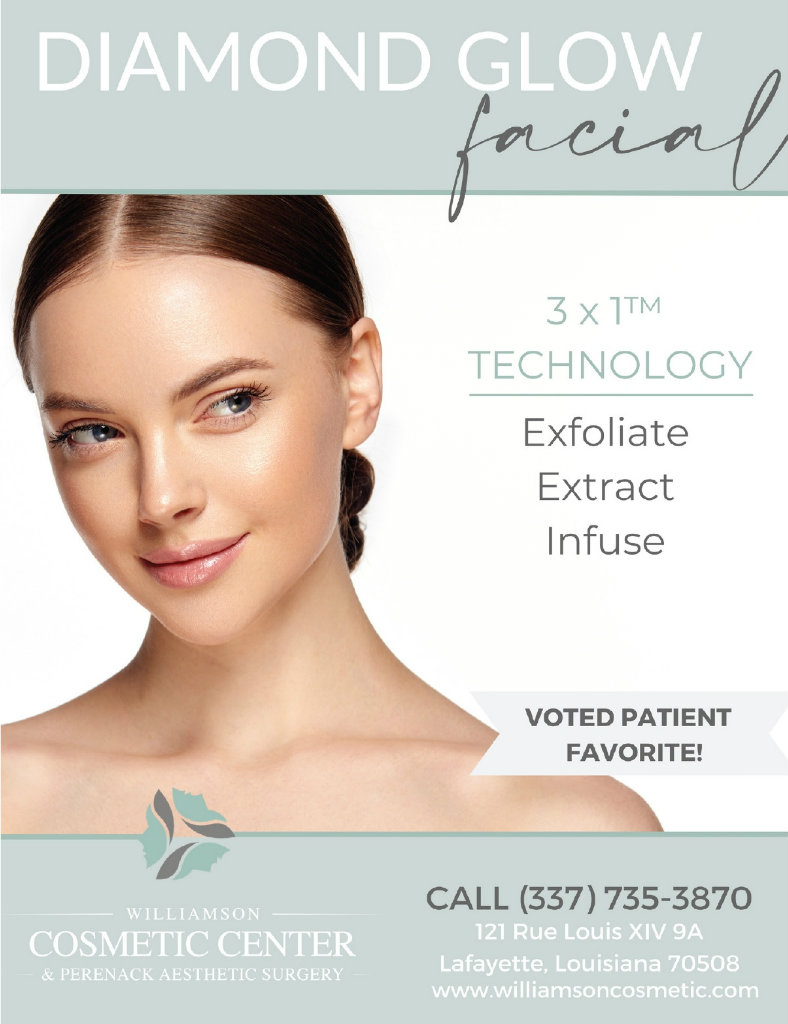 DIAMOND GLOW
facial
3 x 1™
TECHNOLOGY
Exfoliate
Extract
Infuse
VOTED PATIENT
FAVORITE!
WILLIAMSON
COSMETIC CENTER
& PERENACK AESTHETIC SURGERY
CALL (337) 735-3870
121 Rue Louis XIV 9A
Lafayette, Louisiana 70508
www.williamsoncosmetic.com